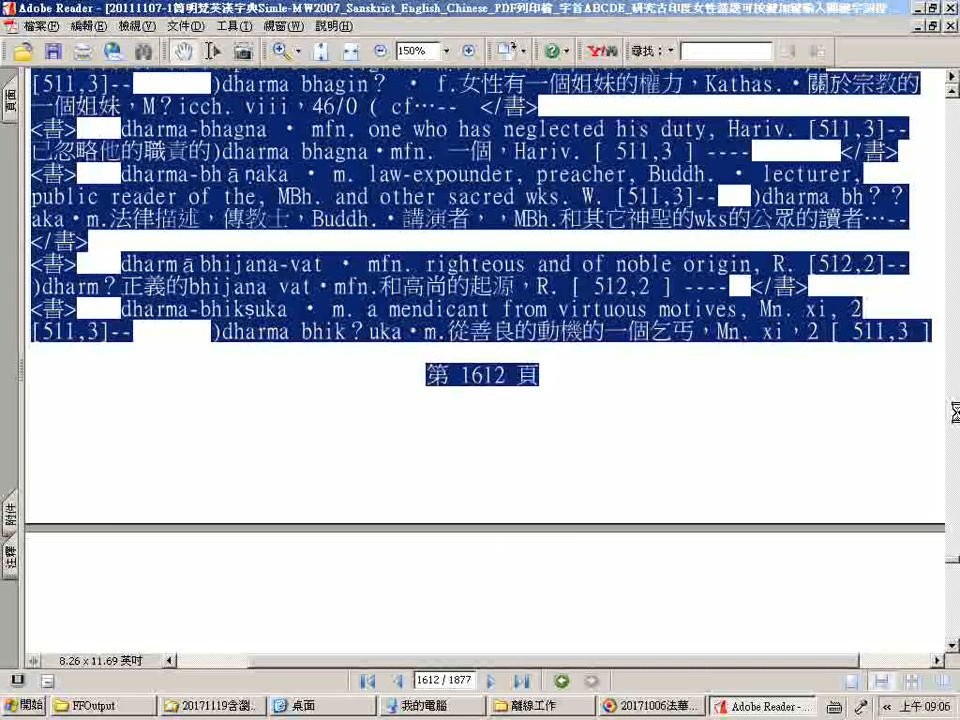 Adobe Reader - [20111107-1簡明梵英漢字典Simle-MW2007_Sanskrict_English_Chinese_PDF列印檔_字首ABCDE_研究古印度女性
檔案(F) 編輯(E) 檢視(V) 文件(D) 工具(T) 視窗(W) 說明(H)
150% 尋找：
頁面
[511,3]-- )dharma bhagin？ • f.女性有一個姐妹的權力，Kathas.•關於宗教的
一個姐妹，M？icch. viii，46/0 ( cf…-- </書>
<書> dharma-bhagna • mfn. one who has neglected his duty, Hariv. [511,3]--
已忽略他的職責的)dharma bhagna•mfn. 一個，Hariv. [ 511,3 ] ---- </書>
<書> dharma-bhāṇaka • m. law-expounder, preacher, Buddh. • lecturer,
public reader of the, MBh. and other sacred wks. W. [511,3]-- )dharma bh？？
aka•m.法律描述，傳教士，Buddh.•講演者，，MBh.和其它神聖的wks的公眾的讀者…--
</書>
<書> dharmābhijana-vat • mfn. righteous and of noble origin, R. [512,2]--
)dharm？正義的bhijana vat•mfn.和高尚的起源，R. [ 512,2 ] ---- </書>
<書> dharma-bhikṣuka • m. a mendicant from virtuous motives, Mn. xi, 2
[511,3]-- )dharma bhik？uka•m.從善良的動機的一個乞丐，Mn. xi，2 [ 511,3 ]
第 1612 頁
附件
注釋
8.26 x 11.69 英吋
1612 / 1877
開始 FFOutput 20171119含瀏... 桌面 我的電腦 離線工作 20171006法華... Adobe Reader - [... 上午 09:06